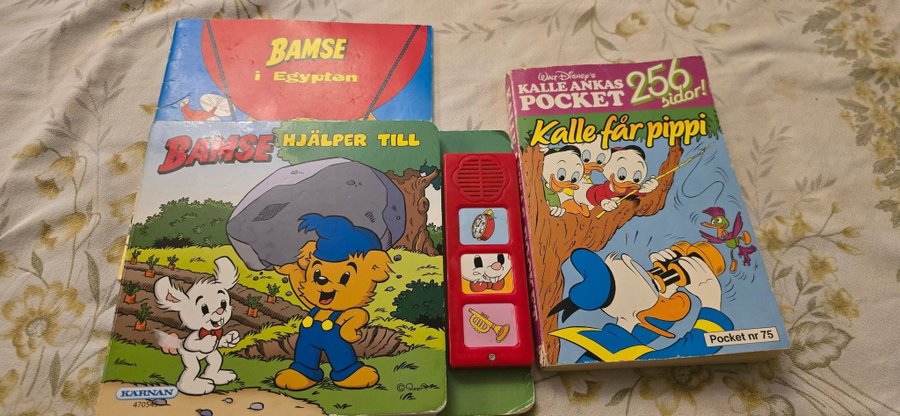 BAMSE
i Egypten
BAMSE HJÄLPER TILL
KÄRNAN
WALT DISNEY'S
KALLE ANKAS
POCKET
256
sidor!
Kalle får pippi
Pocket nr 75